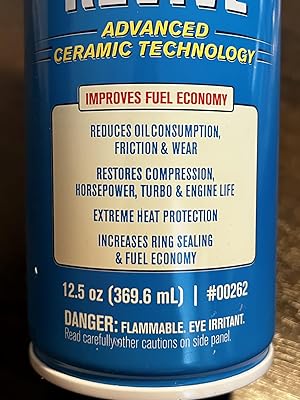 REVIVE
ADVANCED
CERAMIC TECHNOLOGY
IMPROVES FUEL ECONOMY
REDUCES OIL CONSUMPTION,
FRICTION & WEAR
RESTORES COMPRESSION,
HORSEPOWER, TURBO & ENGINE LIFE
EXTREME HEAT PROTECTION
INCREASES RING SEALING
& FUEL ECONOMY
12.5 oz (369.6 mL) | #00262
DANGER: FLAMMABLE, EYE IRRITANT.
Read carefully other cautions on side panel.